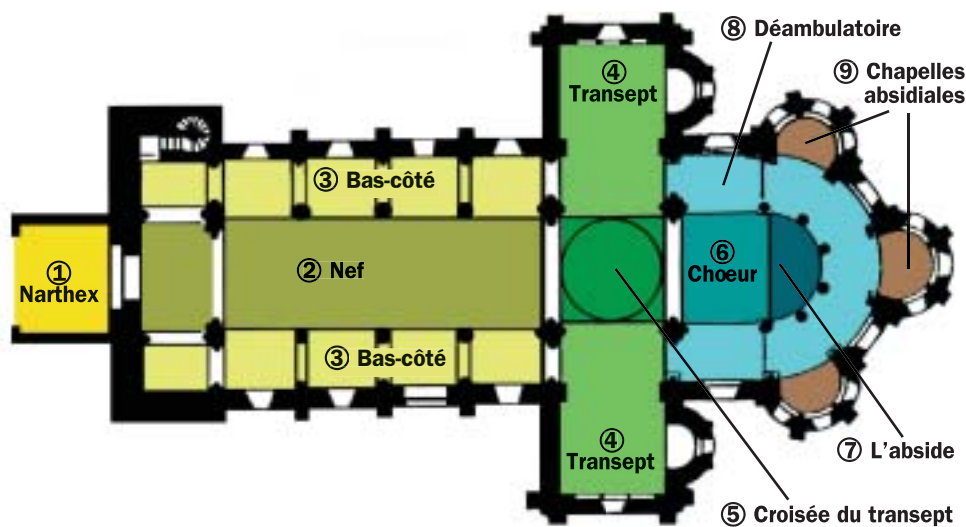 ⑧ Déambulatoire
⑨ Chapelles
absidiales
④
Transept
③ Bas-côté
①
Narthex
② Nef
⑥
Chœur
③ Bas-côté
④
Transept
⑦ L'abside
⑤ Croisée du transept